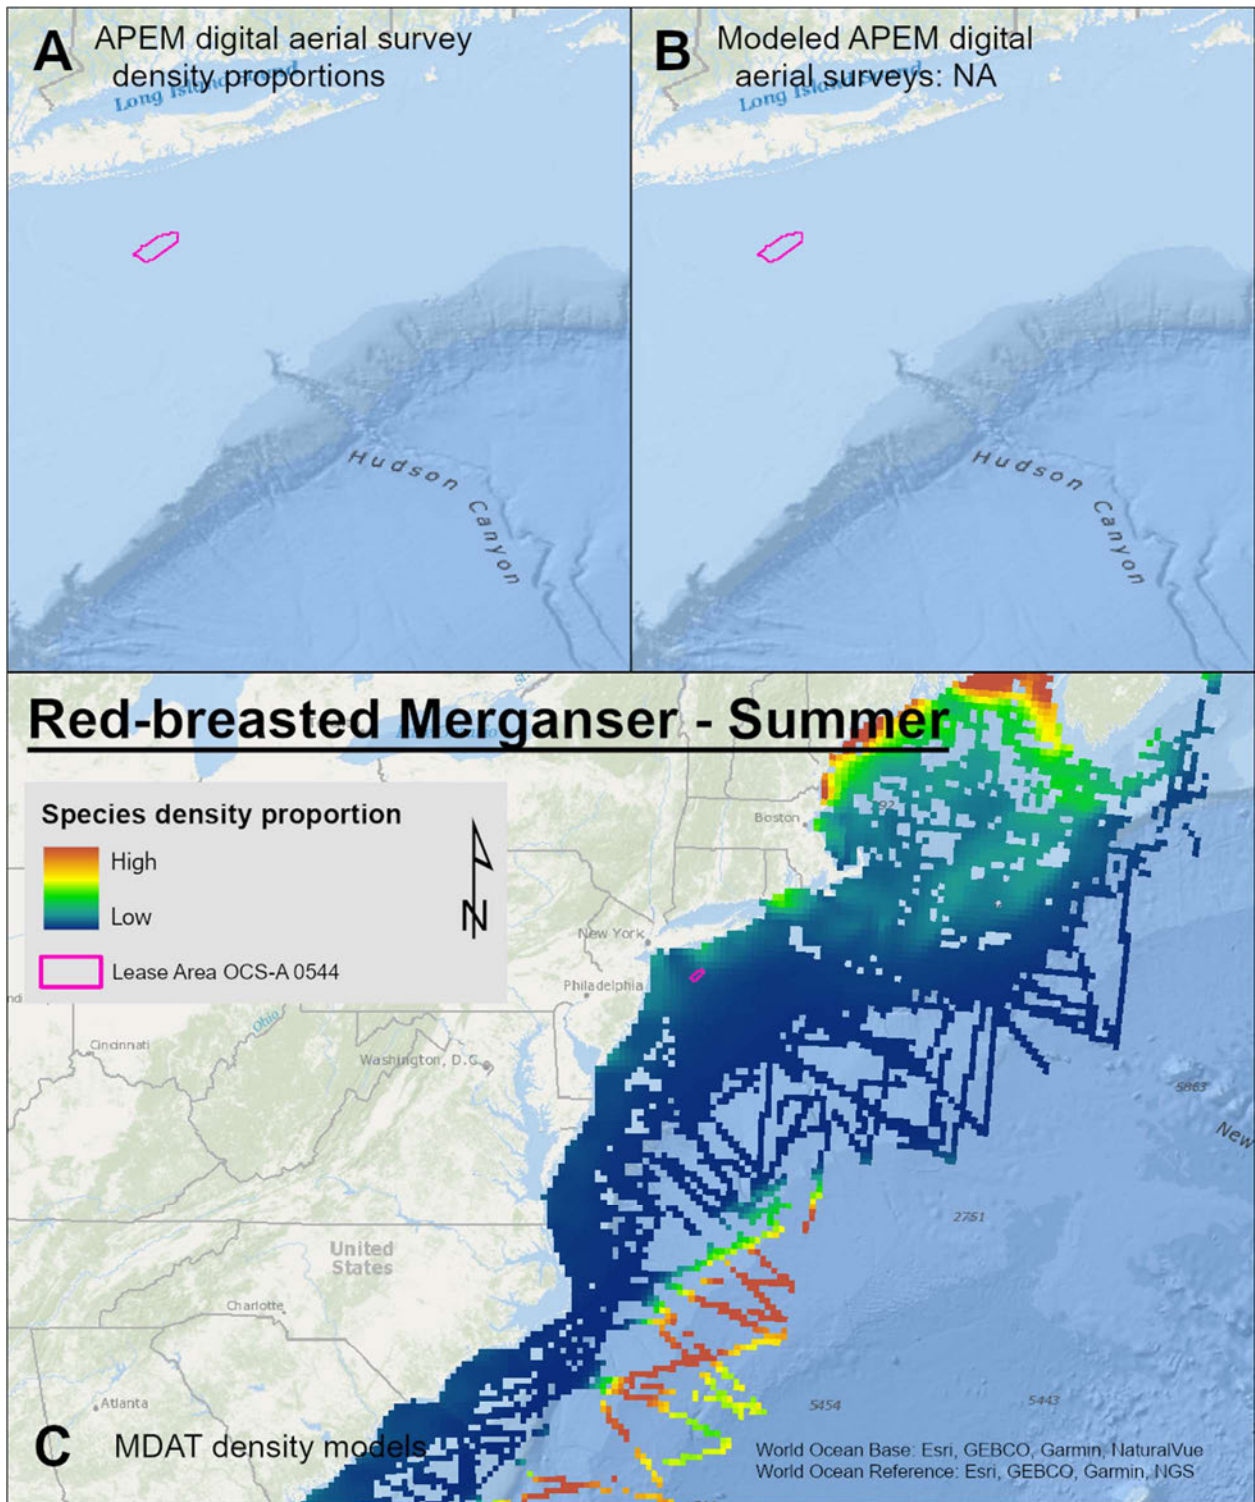 A
APEM digital aerial survey
density proportions
Long Island Sound
Hudson Canyon
B
Modeled APEM digital
aerial surveys: NA
Long Island Sound
Hudson Canyon
Red-breasted Merganser - Summer
Species density proportion
High
Low
N
Lease Area OCS-A 0544
Boston
New York
Philadelphia
Ohio
Cincinnati
Washington, D.C.
5863
New
2751
United
States
Charlotte
Atlanta
5454
5443
C
MDAT density models
World Ocean Base: Esri, GEBCO, Garmin, NaturalVue
World Ocean Reference: Esri, GEBCO, Garmin, NGS